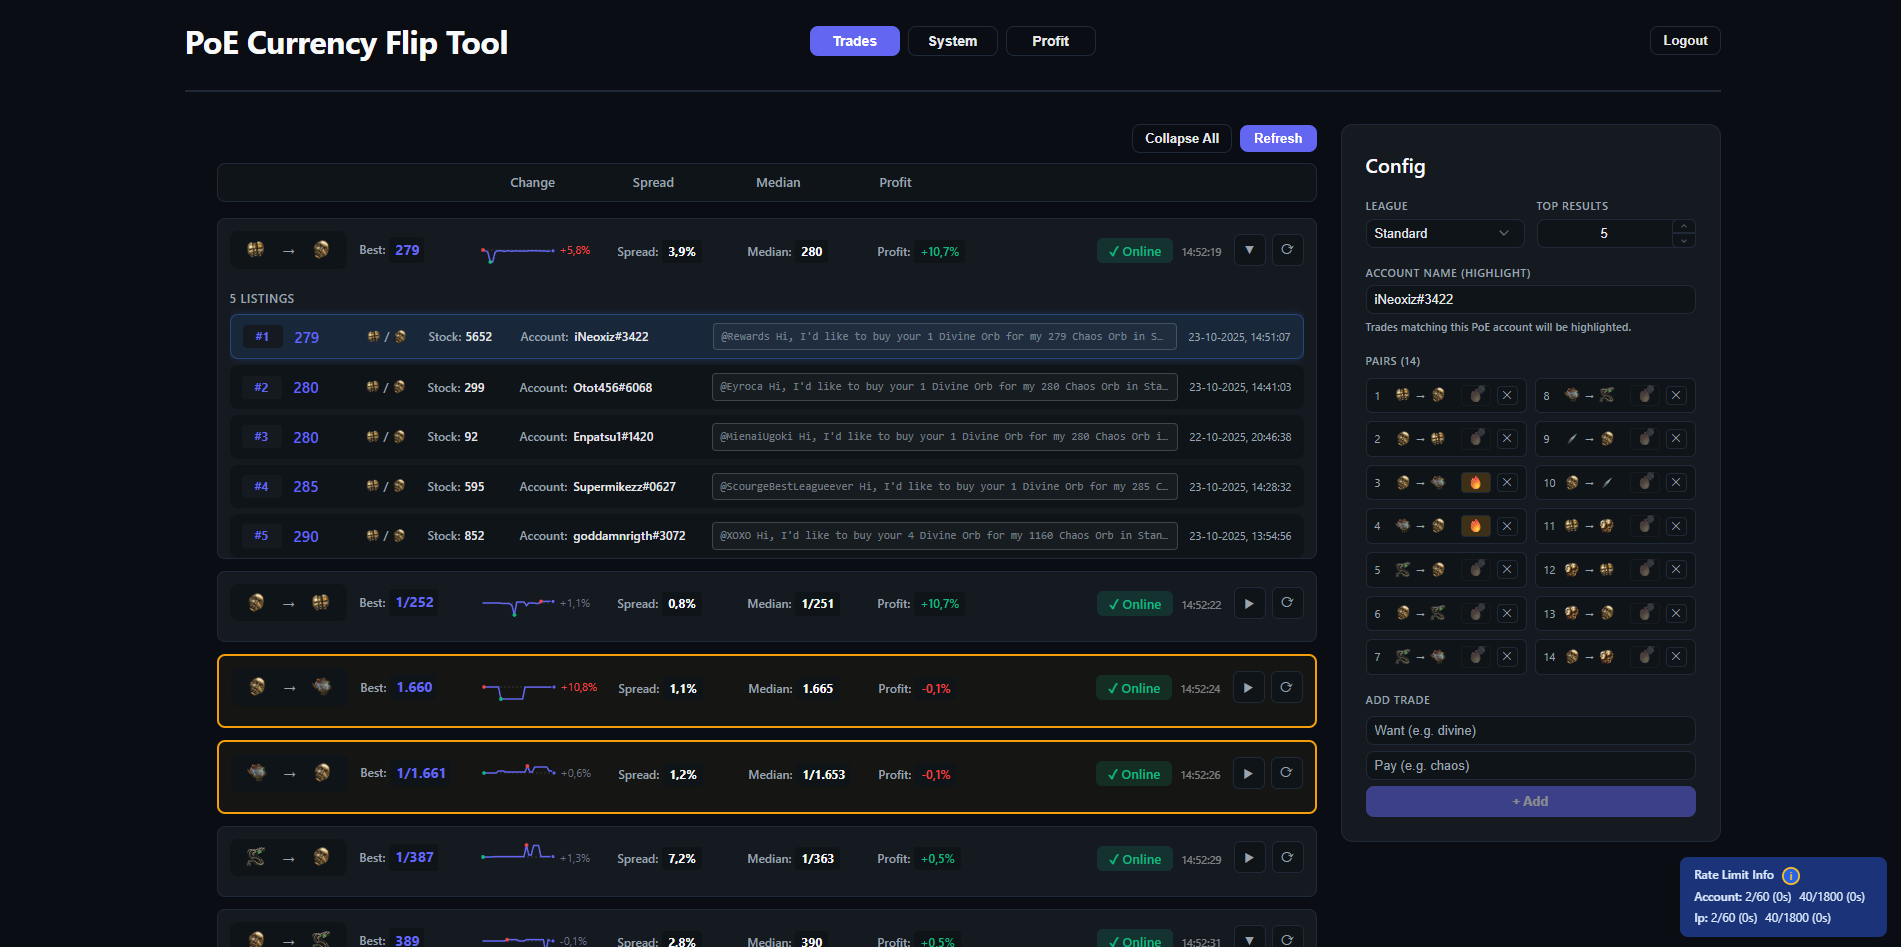 PoE Currency Flip Tool
Trades System Profit
Logout
Collapse All Refresh
Change Spread Median Profit
→ Best: 279 +5,8% Spread: 3,9% Median: 280 Profit: +10,7% ✓ Online 14:52:19 ▼
5 LISTINGS
#1 279 / Stock: 5652 Account: iNeoxiz#3422 @Rewards Hi, I'd like to buy your 1 Divine Orb for my 279 Chaos Orb in S… 23-10-2025, 14:51:07
#2 280 / Stock: 299 Account: Otot456#6068 @Eyroca Hi, I'd like to buy your 1 Divine Orb for my 280 Chaos Orb in Sta… 23-10-2025, 14:41:03
#3 280 / Stock: 92 Account: Enpatsu1#1420 @MienaiUgoki Hi, I'd like to buy your 1 Divine Orb for my 280 Chaos Orb i… 22-10-2025, 20:46:38
#4 285 / Stock: 595 Account: Supermikezz#0627 @ScourgeBestLeagueever Hi, I'd like to buy your 1 Divine Orb for my 285 C… 23-10-2025, 14:28:32
#5 290 / Stock: 852 Account: goddamnrigth#3072 @XOXO Hi, I'd like to buy your 4 Divine Orb for my 1160 Chaos Orb in Stan… 23-10-2025, 13:54:56
→ Best: 1/252 +1,1% Spread: 0,8% Median: 1/251 Profit: +10,7% ✓ Online 14:52:22 ▶
→ Best: 1.660 +10,8% Spread: 1,1% Median: 1.665 Profit: -0,1% ✓ Online 14:52:24 ▶
→ Best: 1/1.661 +0,6% Spread: 1,2% Median: 1/1.653 Profit: -0,1% ✓ Online 14:52:26 ▶
→ Best: 1/387 +1,3% Spread: 7,2% Median: 1/363 Profit: +0,5% ✓ Online 14:52:29 ▶
→ Best: 389 -0,1% Spread: 2,8% Median: 390 Profit: +0,5% ✓ Online 14:52:31 ▼
Config
LEAGUE TOP RESULTS
Standard 5
ACCOUNT NAME (HIGHLIGHT)
iNeoxiz#3422
Trades matching this PoE account will be highlighted.
PAIRS (14)
1 → 8 →
2 → 9 →
3 → 10 →
4 → 11 →
5 → 12 →
6 → 13 →
7 → 14 →
ADD TRADE
Want (e.g. divine)
Pay (e.g. chaos)
+ Add
Rate Limit Info i
Account: 2/60 (0s) 40/1800 (0s)
Ip: 2/60 (0s) 40/1800 (0s)